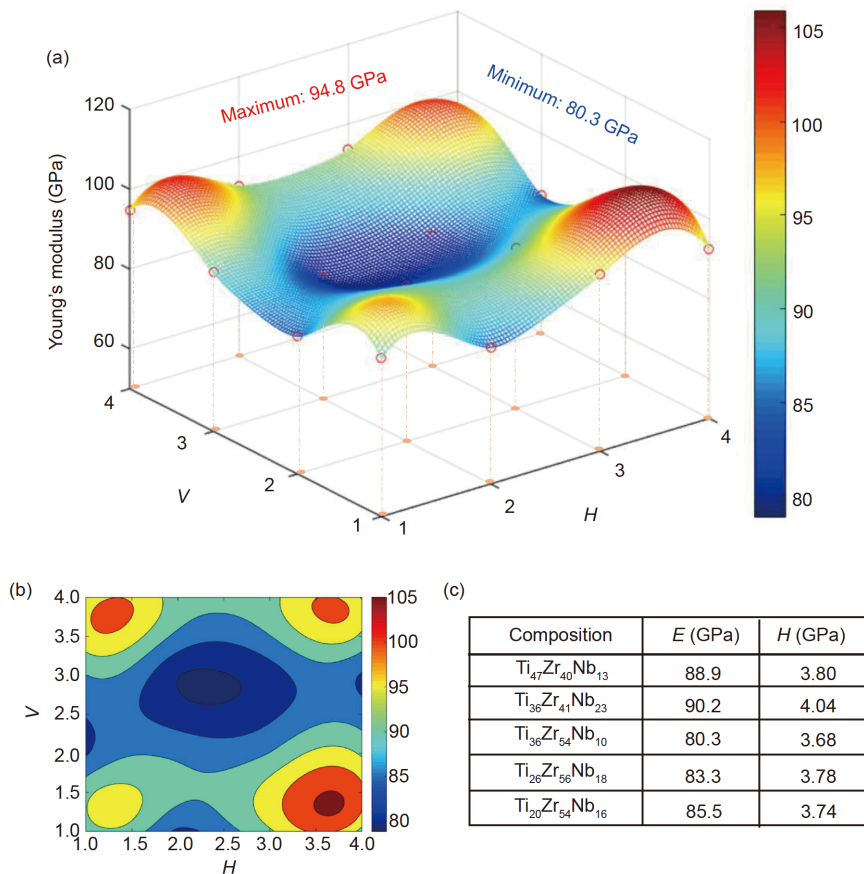 (a)
Maximum: 94.8 GPa
Minimum: 80.3 GPa
Young's modulus (GPa)
120
100
80
60
4
3
2
1
V
1
2
3
4
H
105
100
95
90
85
80
(b)
4.0
3.5
3.0
2.5
2.0
1.5
1.0
V
1.0
1.5
2.0
2.5
3.0
3.5
4.0
H
105
100
95
90
85
80
(c)
Composition E (GPa) H (GPa)
Ti₄₇Zr₄₀Nb₁₃ 88.9 3.80
Ti₃₆Zr₄₁Nb₂₃ 90.2 4.04
Ti₃₆Zr₅₄Nb₁₀ 80.3 3.68
Ti₂₆Zr₅₆Nb₁₈ 83.3 3.78
Ti₂₀Zr₅₄Nb₁₆ 85.5 3.74